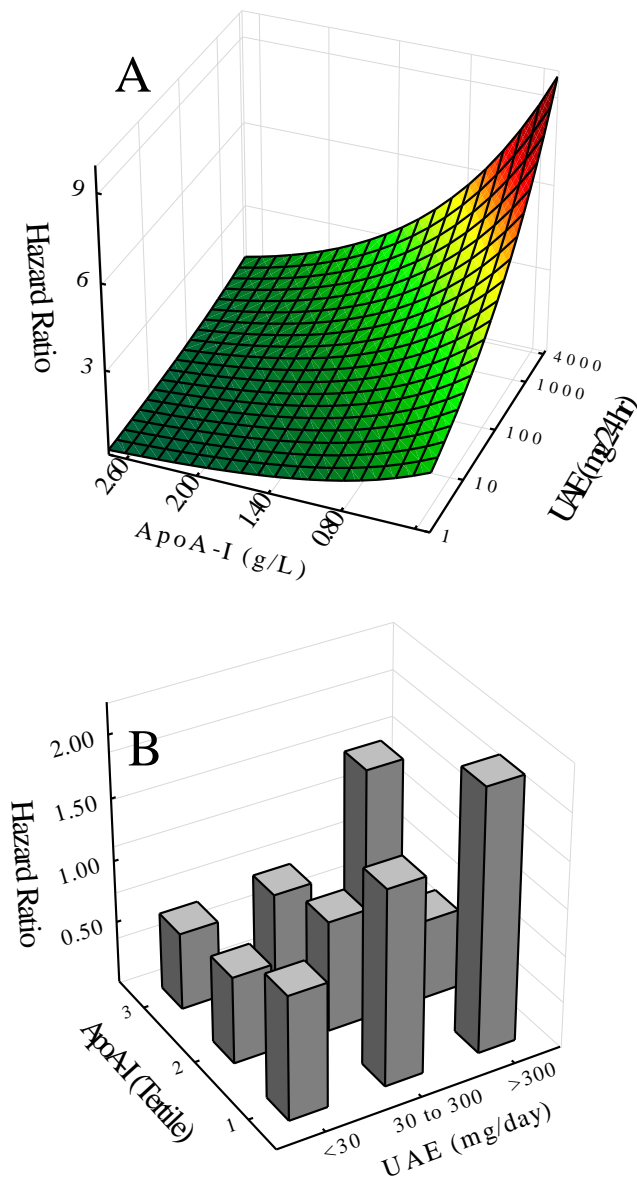 A
9
6
3
Hazard Ratio
2.60
2.00
1.40
0.80
ApoA-I (g/L)
4000
1000
100
10
1
UAE(mg/24hr)
B
2.00
1.50
1.00
0.50
Hazard Ratio
3
2
1
ApoA-I (Tertile)
<30
30 to 300
>300
UAE (mg/day)